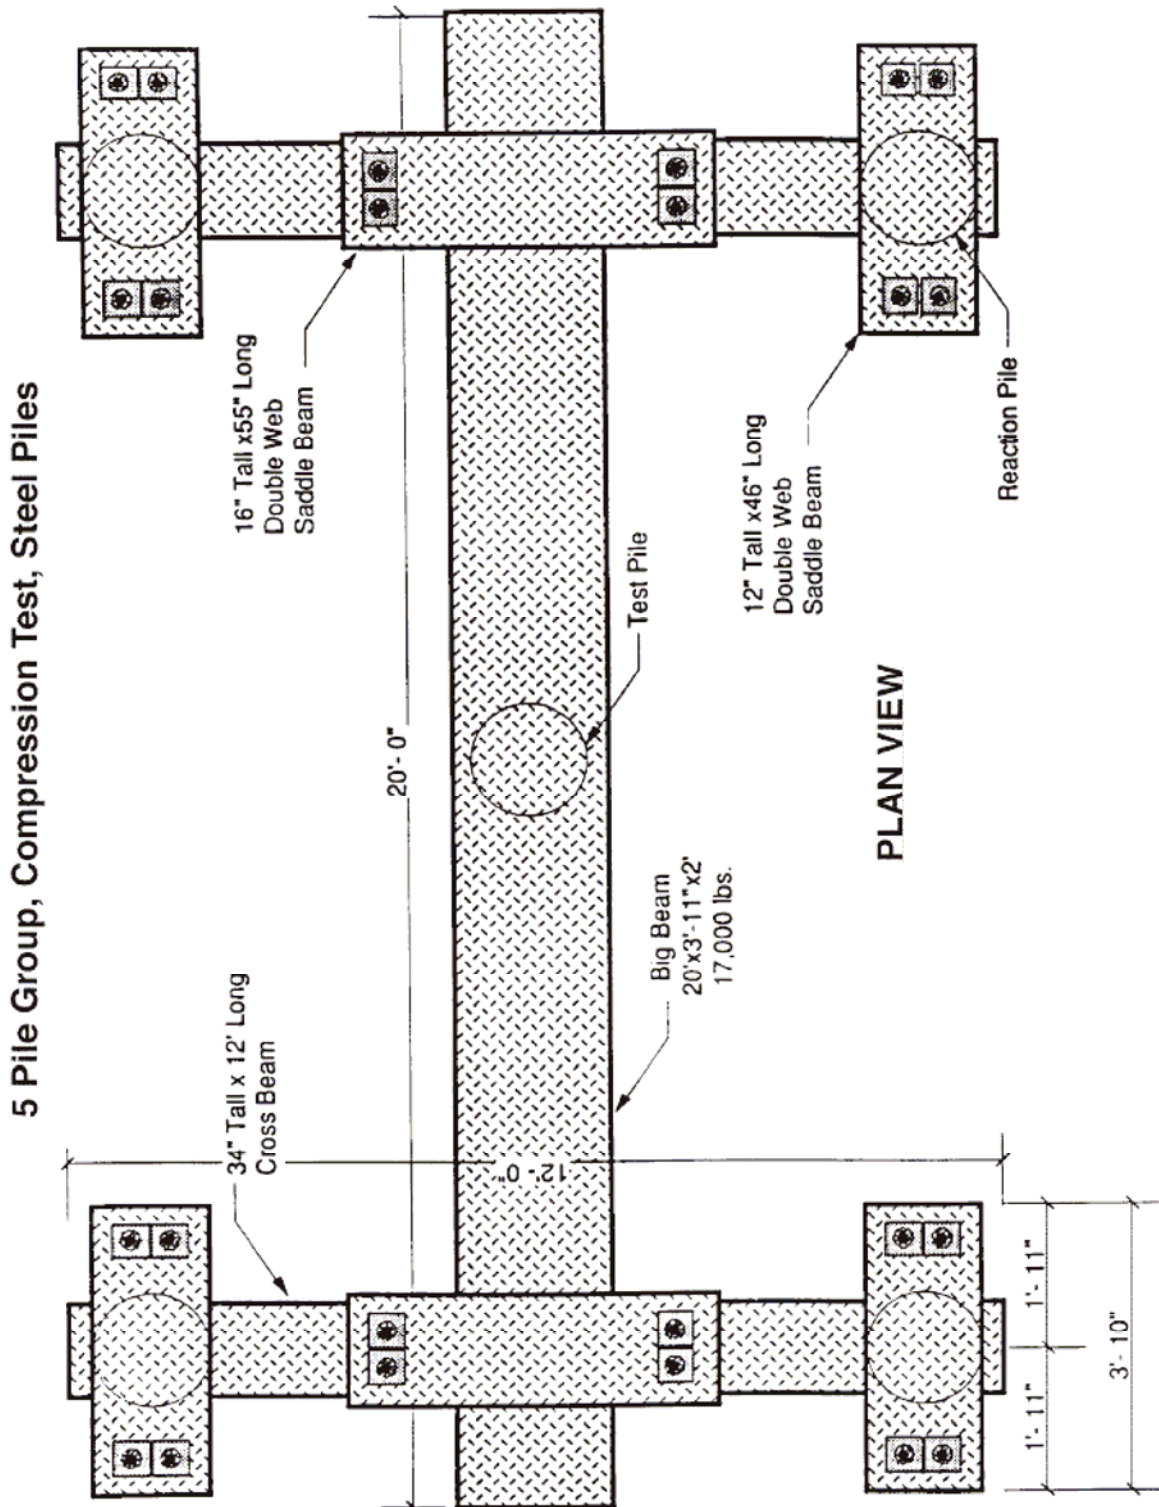 5 Pile Group, Compression Test, Steel Piles
16" Tall x55" Long
Double Web
Saddle Beam
20'- 0"
Test Pile
12" Tall x46" Long
Double Web
Saddle Beam
Reaction Pile
34" Tall x 12' Long
Cross Beam
12'- 0"
Big Beam
20'x3'-11"x2'
17,000 lbs.
PLAN VIEW
1'- 11"
1'- 11"
3'- 10"